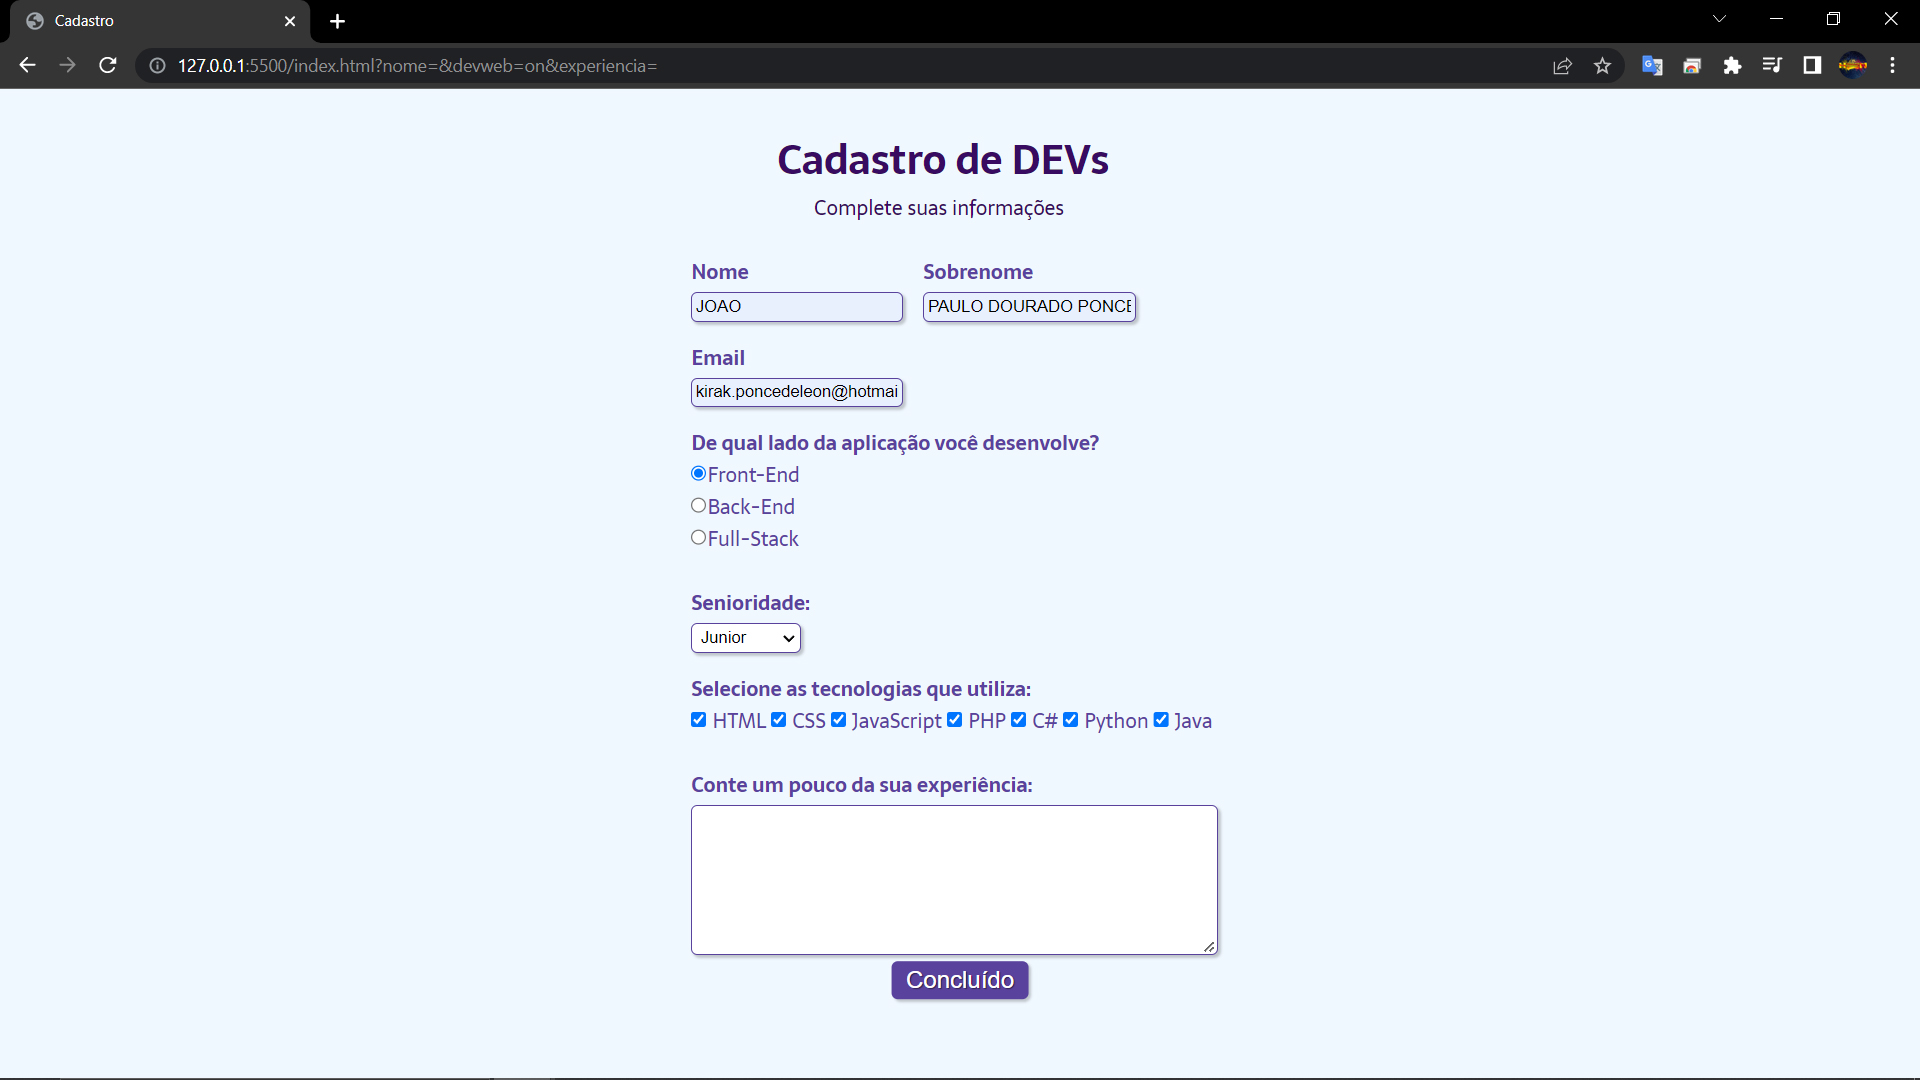 Cadastro
127.0.0.1:5500/index.html?nome=&devweb=on&experiencia=
Cadastro de DEVs
Complete suas informações
Nome Sobrenome
JOAO PAULO DOURADO PONCE
Email
kirak.poncedeleon@hotmai
De qual lado da aplicação você desenvolve?
Front-End
Back-End
Full-Stack
Senioridade:
Junior
Selecione as tecnologias que utiliza:
HTML CSS JavaScript PHP C# Python Java
Conte um pouco da sua experiência:
Concluído